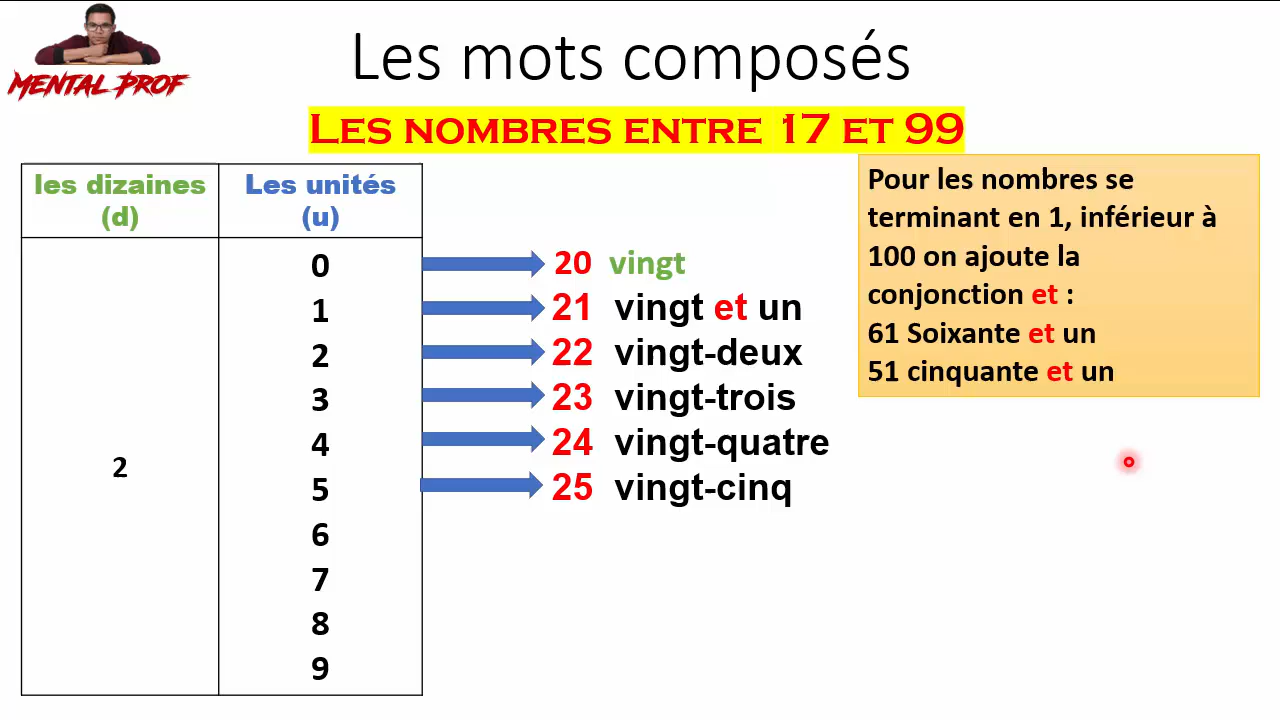 MENTAL PROF
Les mots composés
LES NOMBRES ENTRE 17 ET 99
les dizaines
(d)
Les unités
(u)
2
0
1
2
3
4
5
6
7
8
9
20 vingt
21 vingt et un
22 vingt-deux
23 vingt-trois
24 vingt-quatre
25 vingt-cinq
Pour les nombres se
terminant en 1, inférieur à
100 on ajoute la
conjonction et :
61 Soixante et un
51 cinquante et un